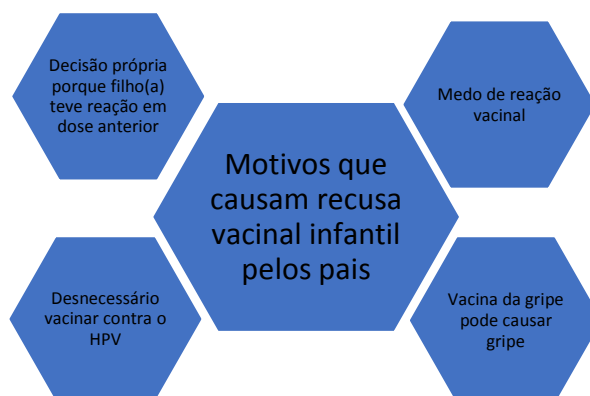 Decisão própria
porque filho(a)
teve reação em
dose anterior
Medo de reação
vacinal
Motivos que
causam recusa
vacinal infantil
pelos pais
Desnecessário
vacinar contra o
HPV
Vacina da gripe
pode causar
gripe